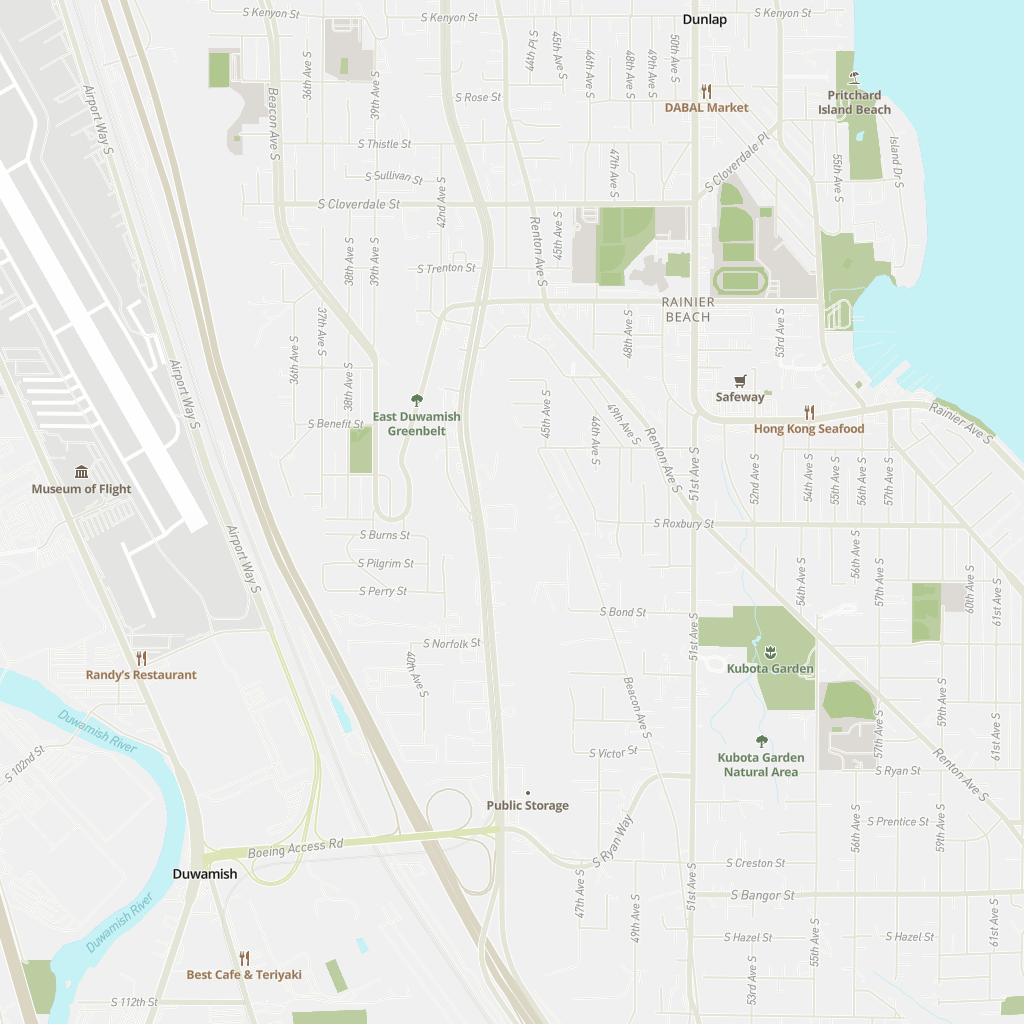 S Kenyon St
S Kenyon St
Dunlap
S Kenyon St
44th Pl S
45th Ave S
46th Ave S
48th Ave S
49th Ave S
50th Ave S
36th Ave S
39th Ave S
Airport Way S
Beacon Ave S
S Rose St
DABAL Market
Pritchard
Island Beach
S Thistle St
S Sullivan St
42nd Ave S
47th Ave S
S Cloverdale Pl
55th Ave S
Island Dr S
S Cloverdale St
Renton Ave S
45th Ave S
38th Ave S
39th Ave S
S Trenton St
RAINIER
BEACH
37th Ave S
36th Ave S
48th Ave S
53rd Ave S
Airport Way S
38th Ave S
East Duwamish
Greenbelt
S Benefit St
45th Ave S
46th Ave S
49th Ave S
Renton Ave S
Safeway
Hong Kong Seafood
Rainier Ave S
Museum of Flight
51st Ave S
52nd Ave S
54th Ave S
55th Ave S
56th Ave S
57th Ave S
Airport Way S
S Burns St
S Roxbury St
S Pilgrim St
S Perry St
56th Ave S
57th Ave S
54th Ave S
60th Ave S
61st Ave S
S Bond St
51st Ave S
S Norfolk St
40th Ave S
Randy's Restaurant
Kubota Garden
Beacon Ave S
Duwamish River
S 102nd St
59th Ave S
57th Ave S
61st Ave S
S Victor St
Kubota Garden
Natural Area
S Ryan St
Renton Ave S
Public Storage
S Prentice St
56th Ave S
59th Ave S
Boeing Access Rd
S Ryan Way
Duwamish
S Creston St
47th Ave S
51st Ave S
S Bangor St
49th Ave S
Duwamish River
S Hazel St
55th Ave S
S Hazel St
61st Ave S
53rd Ave S
Best Cafe & Teriyaki
S 112th St